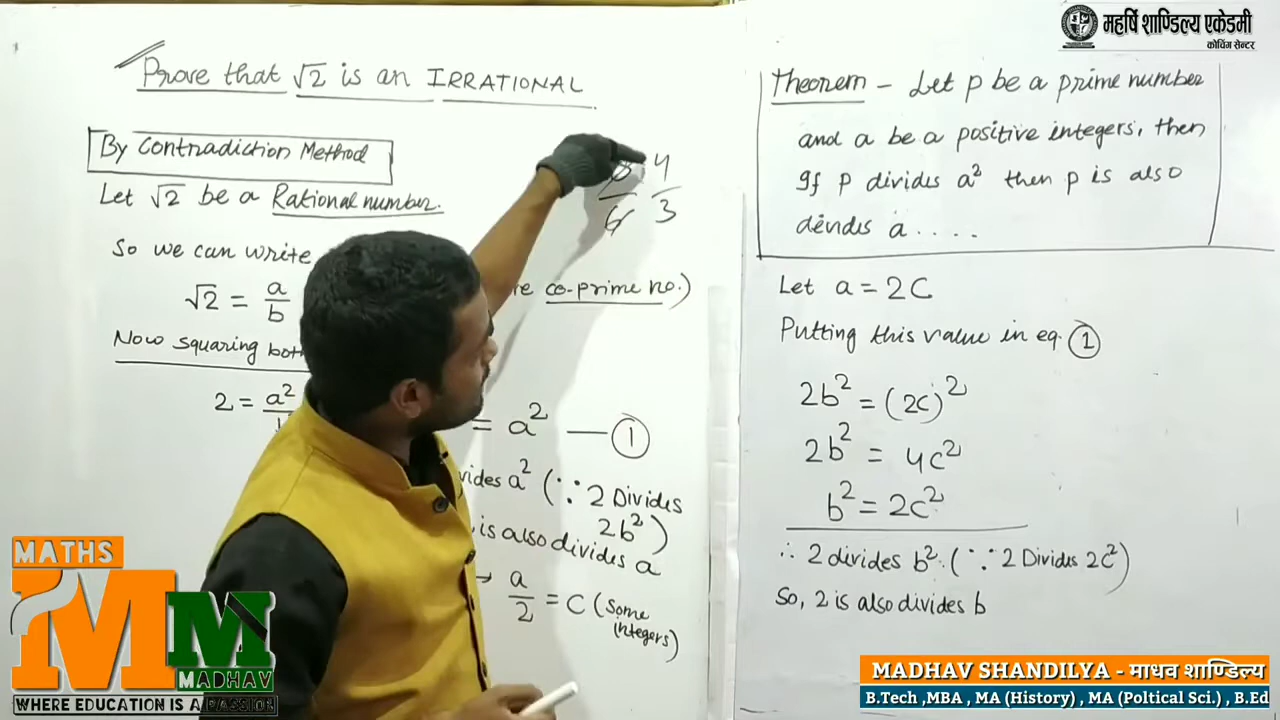 महर्षि शाण्डिल्य एकेडमी
कोचिंग सेन्टर
Prove that √2 is an IRRATIONAL
By Contradiction Method
Let √2 be a Rational number.
So we can write
√2 = a/b
co-prime no.)
Now squaring
2 = a²
= a² — ①
a² (∵ 2 Divides
2b²)
is also divides a
→ a/2 = C (Some
integers)
6
4/3
Theorem - Let p be a prime number
and a be a positive integers, then
If P divides a² then p is also
divides a . . . .
Let a = 2C
Putting this value in eq. ①
2b² = (2c)²
2b² = 4c²
b² = 2c²
∴ 2 divides b². (∵ 2 Divides 2c²)
So, 2 is also divides b
MATHS
MM
MADHAV
WHERE EDUCATION IS A PASSION
MADHAV SHANDILYA - माधव शाण्डिल्य
B.Tech ,MBA , MA (History) , MA (Poltical Sci.) , B.Ed